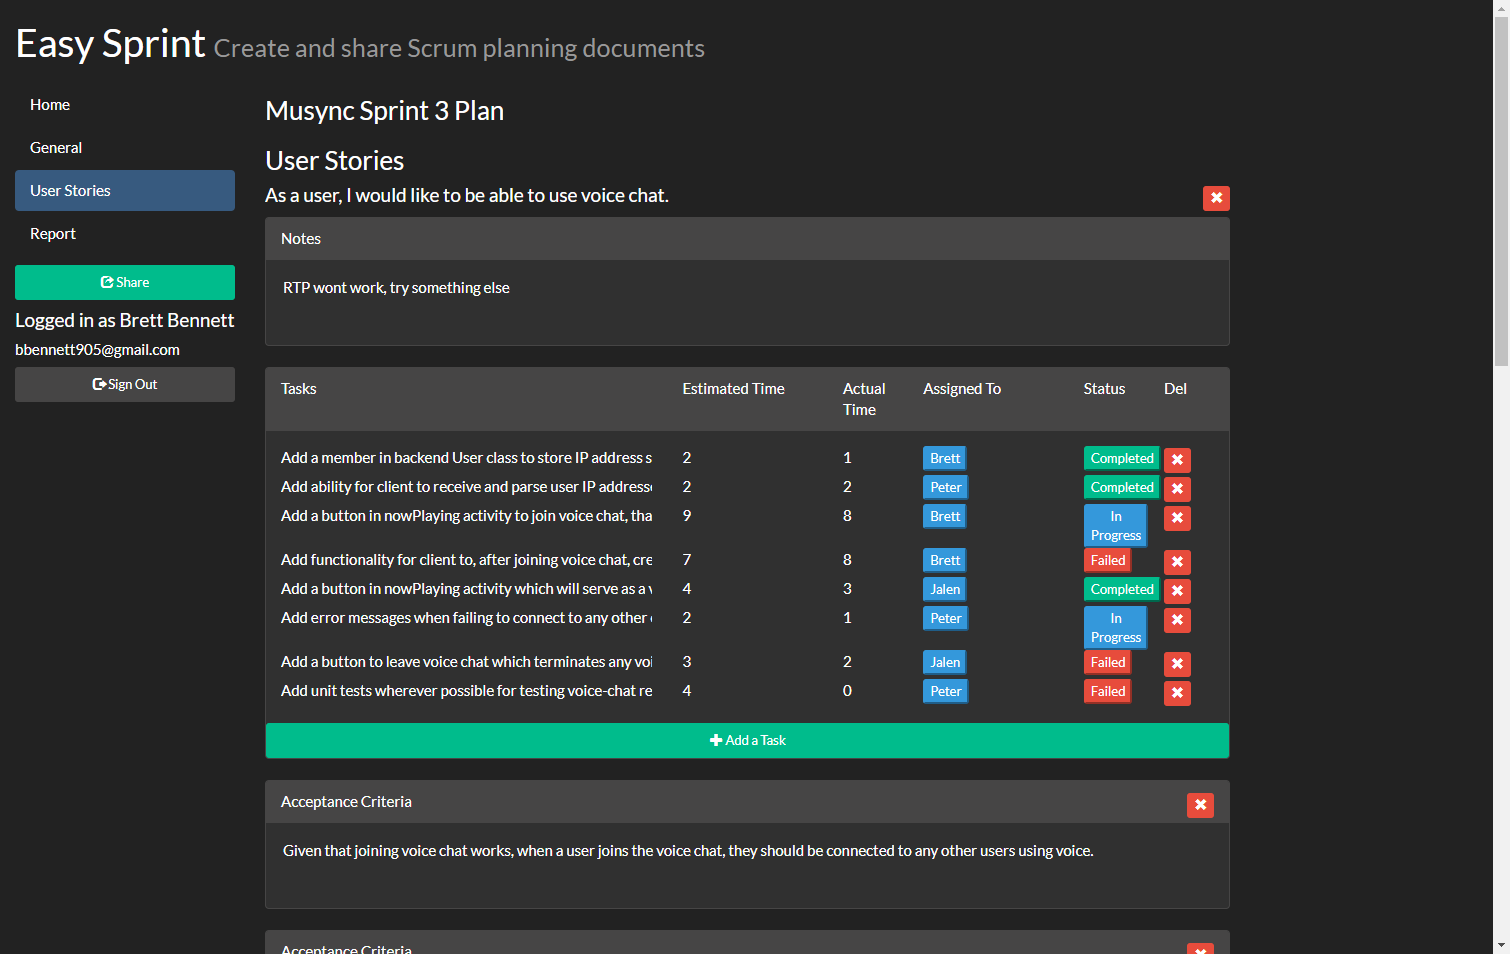 Easy Sprint Create and share Scrum planning documents
Home
General
User Stories
Report
Share
Logged in as Brett Bennett
bbennett905@gmail.com
Sign Out
Musync Sprint 3 Plan
User Stories
As a user, I would like to be able to use voice chat.
Notes
RTP wont work, try something else
Tasks Estimated Time Actual Time Assigned To Status Del
Add a member in backend User class to store IP address s 2 1 Brett Completed
Add ability for client to receive and parse user IP address 2 2 Peter Completed
Add a button in nowPlaying activity to join voice chat, tha 9 8 Brett In Progress
Add functionality for client to, after joining voice chat, cre 7 8 Brett Failed
Add a button in nowPlaying activity which will serve as a v 4 3 Jalen Completed
Add error messages when failing to connect to any other 2 1 Peter In Progress
Add a button to leave voice chat which terminates any voi 3 2 Jalen Failed
Add unit tests wherever possible for testing voice-chat re 4 0 Peter Failed
Add a Task
Acceptance Criteria
Given that joining voice chat works, when a user joins the voice chat, they should be connected to any other users using voice.
Acceptance Criteria